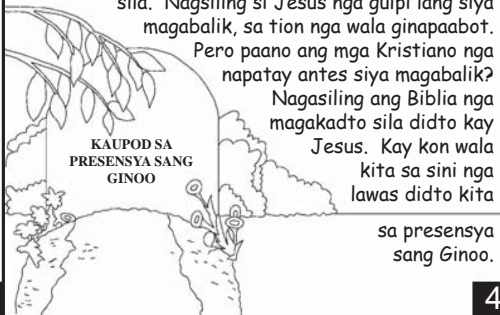 sila. Nagsiling si Jesus nga gulpi lang siya
magabalik, sa tion nga wala ginapaabot.
Pero paano ang mga Kristiano nga
napatay antes siya magabalik?
Nagasiling ang Biblia nga
magakadto sila didto kay
Jesus. Kay kon wala
kita sa sini nga
lawas didto kita
sa presensya
sang Ginoo.
KAUPOD SA
PRESENSYA SANG
GINOO
4